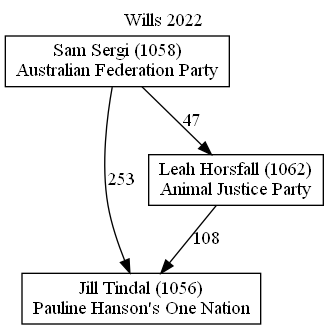 Wills 2022
Sam Sergi (1058)
Australian Federation Party
47
Leah Horsfall (1062)
Animal Justice Party
253
108
Jill Tindal (1056)
Pauline Hanson's One Nation